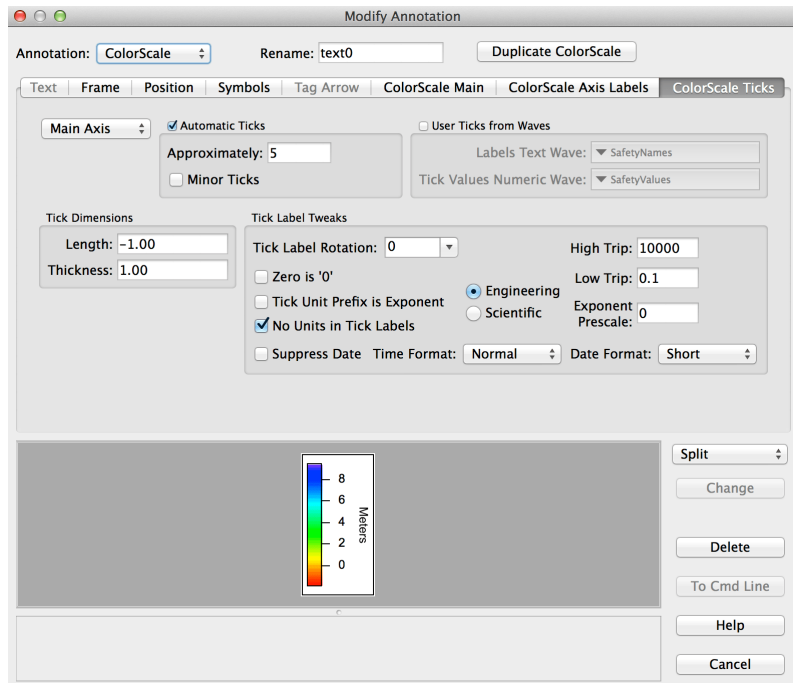 Modify Annotation
Annotation: ColorScale Rename: text0 Duplicate ColorScale
Text Frame Position Symbols Tag Arrow ColorScale Main ColorScale Axis Labels ColorScale Ticks
Main Axis Automatic Ticks User Ticks from Waves
Approximately: 5 Labels Text Wave: SafetyNames
Minor Ticks Tick Values Numeric Wave: SafetyValues
Tick Dimensions Tick Label Tweaks
Length: -1.00 Tick Label Rotation: 0 High Trip: 10000
Thickness: 1.00 Zero is '0' Engineering Low Trip: 0.1
Tick Unit Prefix is Exponent Scientific Exponent
Prescale: 0
No Units in Tick Labels
Suppress Date Time Format: Normal Date Format: Short
Split
Change
8
6
4
2
0
Meters
Delete
To Cmd Line
Help
Cancel